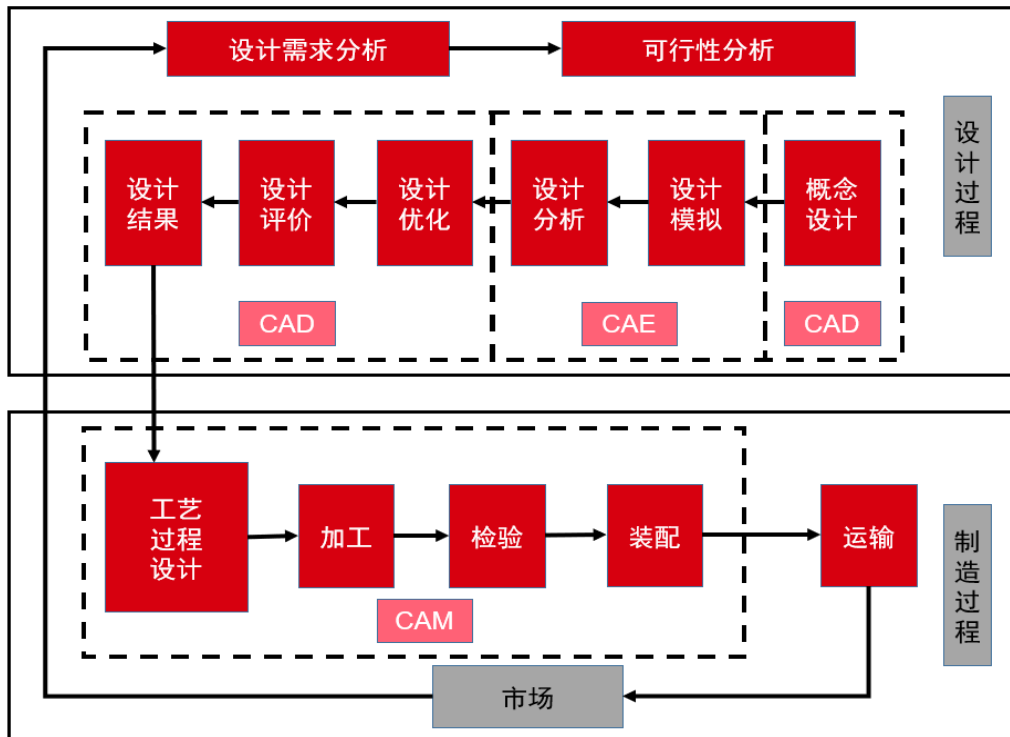 设计需求分析
可行性分析
设计
结果
设计
评价
设计
优化
设计
分析
设计
模拟
概念
设计
CAD
CAE
CAD
设
计
过
程
工艺
过程
设计
加工
检验
装配
运输
CAM
制
造
过
程
市场